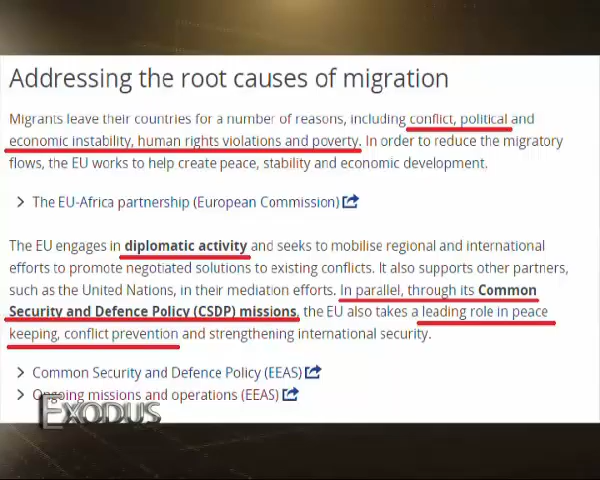 Addressing the root causes of migration
Migrants leave their countries for a number of reasons, including conflict, political and
economic instability, human rights violations and poverty. In order to reduce the migratory
flows, the EU works to help create peace, stability and economic development.
The EU-Africa partnership (European Commission)
The EU engages in diplomatic activity and seeks to mobilise regional and international
efforts to promote negotiated solutions to existing conflicts. It also supports other partners,
such as the United Nations, in their mediation efforts. In parallel, through its Common
Security and Defence Policy (CSDP) missions, the EU also takes a leading role in peace
keeping, conflict prevention and strengthening international security.
Common Security and Defence Policy (EEAS)
Ongoing missions and operations (EEAS)
EXODUS